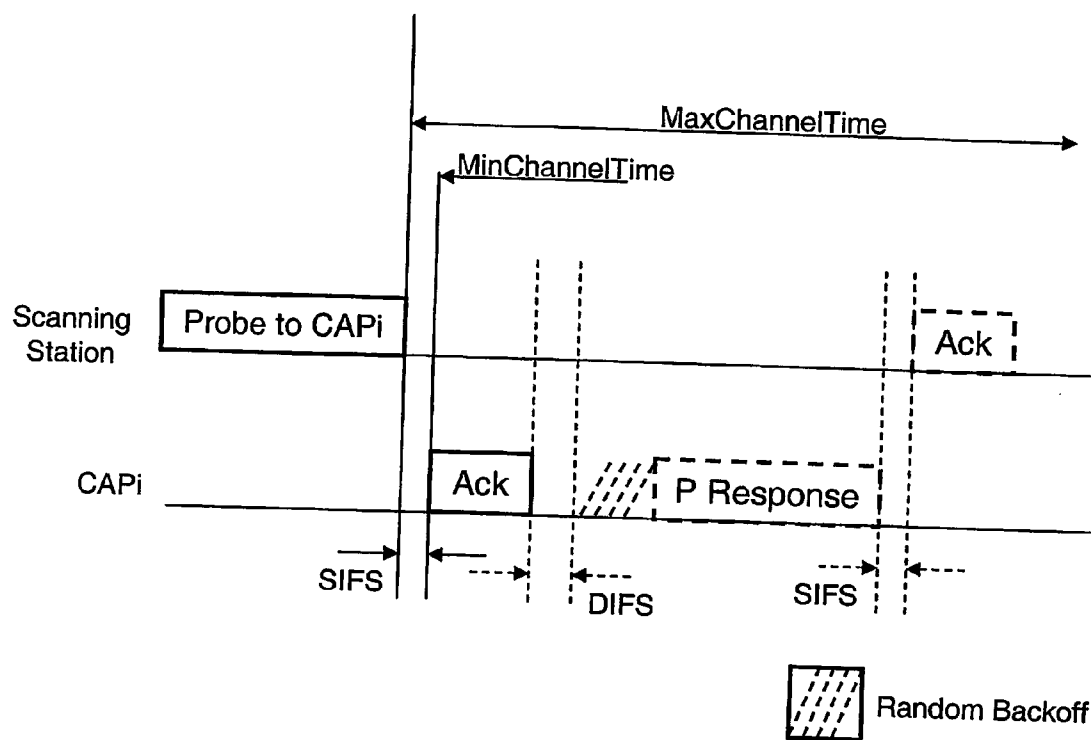 MaxChannelTime
MinChannelTime
Scanning
Station
Probe to CAPi
Ack
CAPi
Ack
P Response
SIFS
DIFS
SIFS
Random Backoff